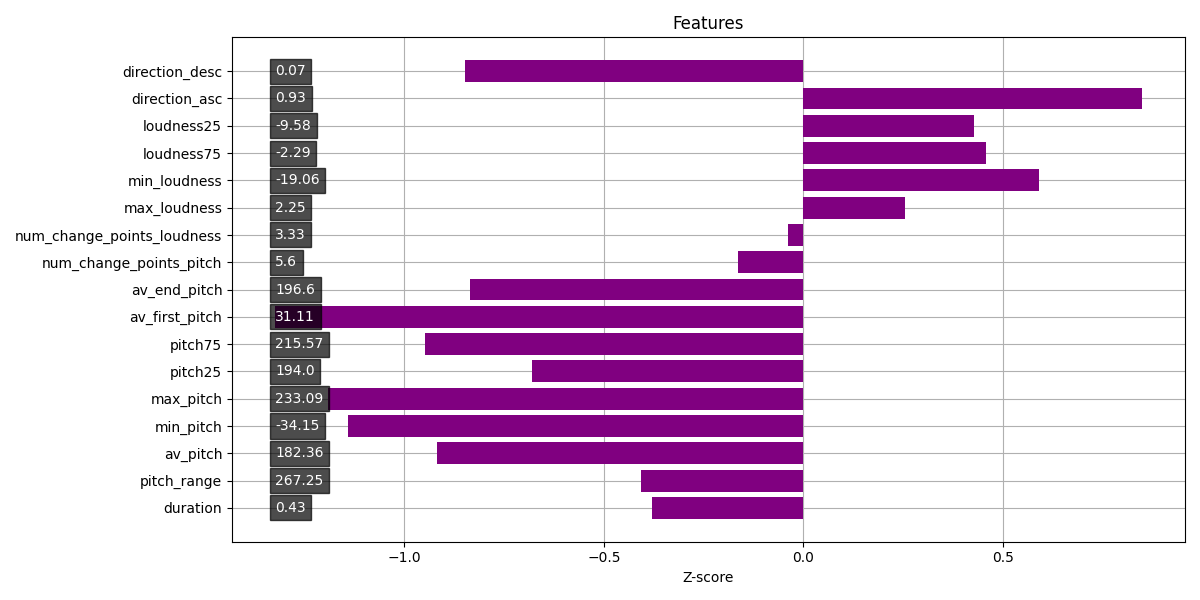 Features
direction_desc 0.07
direction_asc 0.93
loudness25 -9.58
loudness75 -2.29
min_loudness -19.06
max_loudness 2.25
num_change_points_loudness 3.33
num_change_points_pitch 5.6
av_end_pitch 196.6
av_first_pitch 31.11
pitch75 215.57
pitch25 194.0
max_pitch 233.09
min_pitch -34.15
av_pitch 182.36
pitch_range 267.25
duration 0.43
−1.0 −0.5 0.0 0.5
Z-score